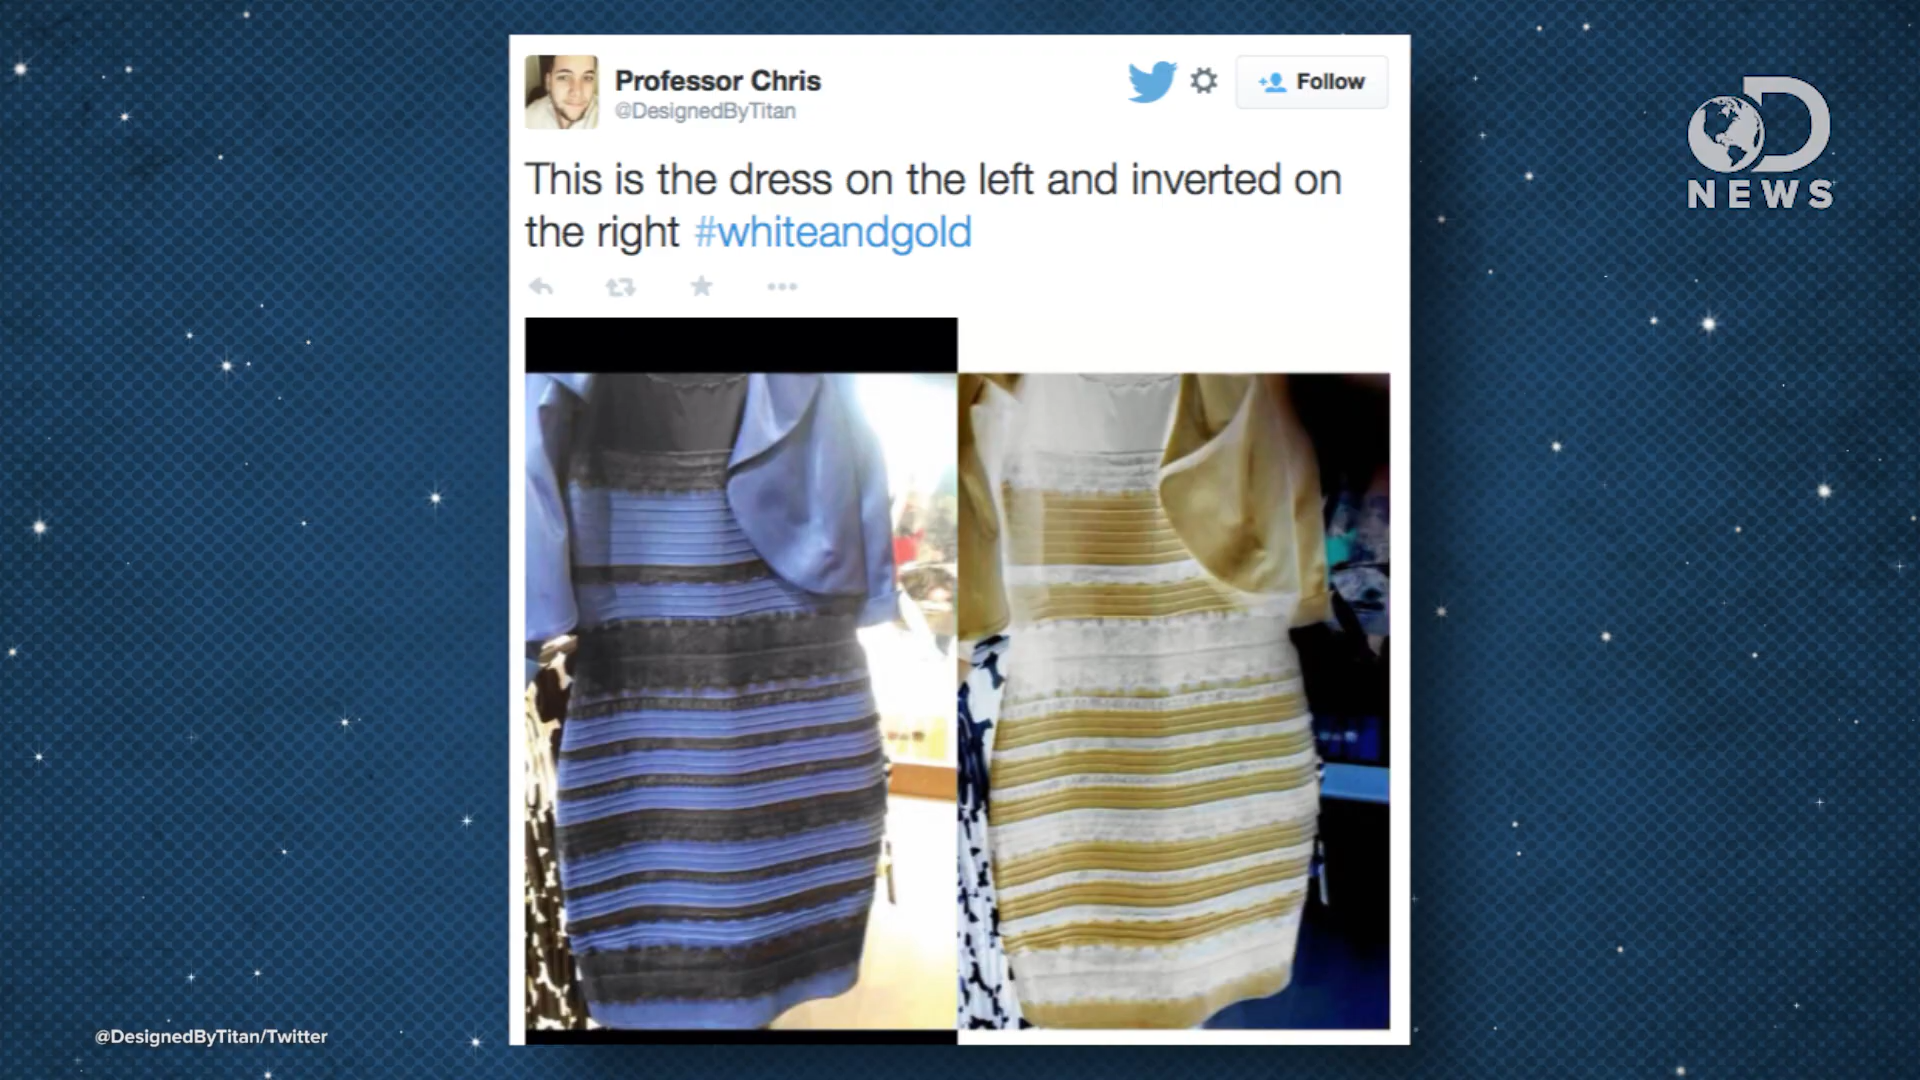 Professor Chris
@DesignedByTitan
Follow
This is the dress on the left and inverted on
the right #whiteandgold
D
NEWS
@DesignedByTitan/Twitter